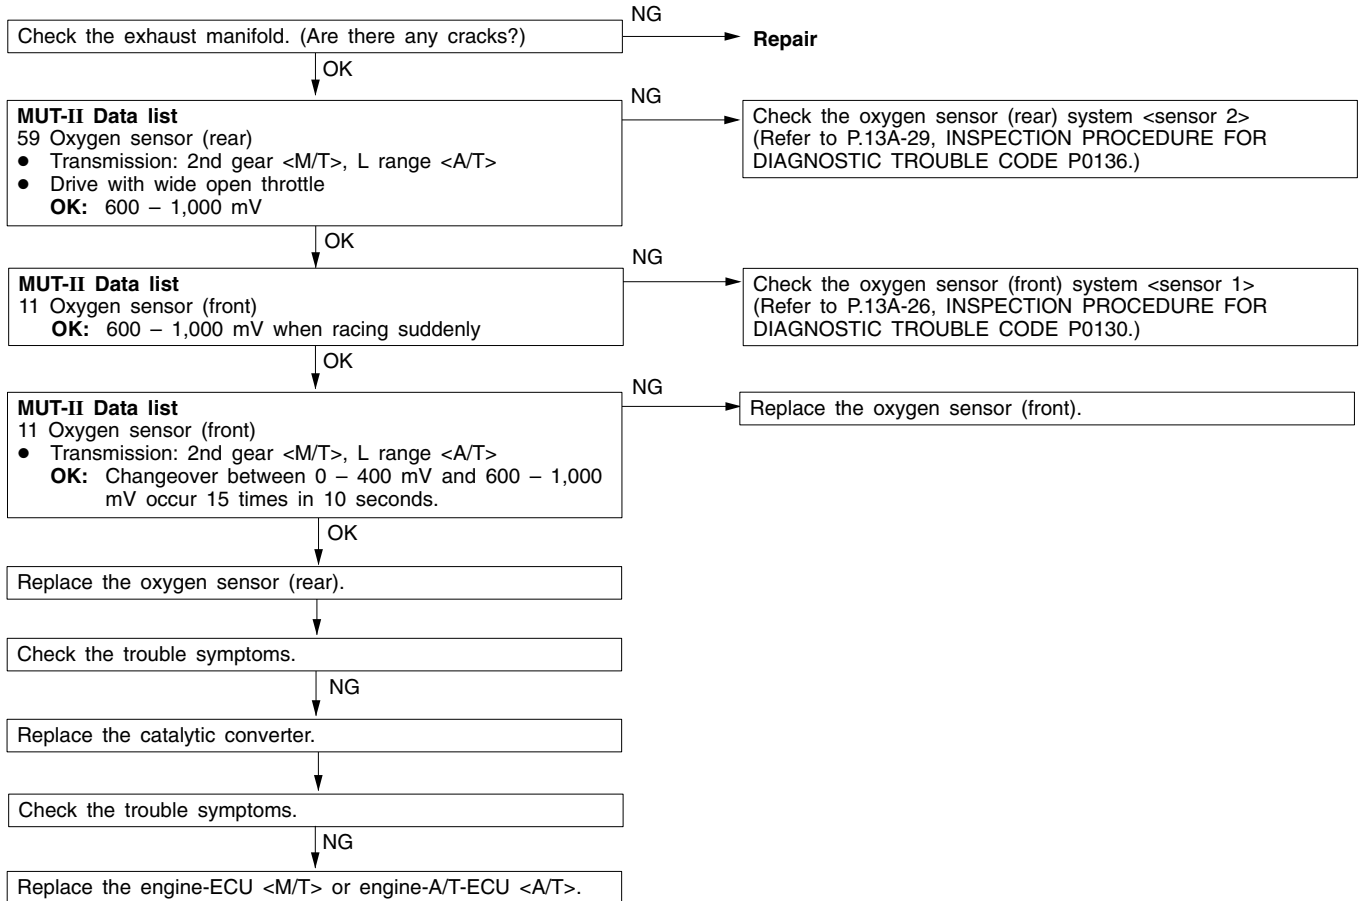 Check the exhaust manifold. (Are there any cracks?)
NG
Repair
OK
MUT-II Data list
59 Oxygen sensor (rear)
● Transmission: 2nd gear <M/T>, L range <A/T>
● Drive with wide open throttle
OK: 600 – 1,000 mV
NG
Check the oxygen sensor (rear) system <sensor 2>
(Refer to P.13A-29, INSPECTION PROCEDURE FOR
DIAGNOSTIC TROUBLE CODE P0136.)
OK
MUT-II Data list
11 Oxygen sensor (front)
OK: 600 – 1,000 mV when racing suddenly
NG
Check the oxygen sensor (front) system <sensor 1>
(Refer to P.13A-26, INSPECTION PROCEDURE FOR
DIAGNOSTIC TROUBLE CODE P0130.)
OK
MUT-II Data list
11 Oxygen sensor (front)
● Transmission: 2nd gear <M/T>, L range <A/T>
OK: Changeover between 0 – 400 mV and 600 – 1,000
mV occur 15 times in 10 seconds.
NG
Replace the oxygen sensor (front).
OK
Replace the oxygen sensor (rear).
Check the trouble symptoms.
NG
Replace the catalytic converter.
Check the trouble symptoms.
NG
Replace the engine-ECU <M/T> or engine-A/T-ECU <A/T>.